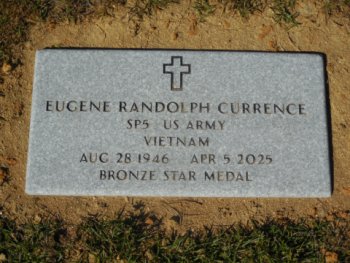 EUGENE RANDOLPH CURRENCE
SP5 US ARMY
VIETNAM
AUG 28 1946 APR 5 2025
BRONZE STAR MEDAL